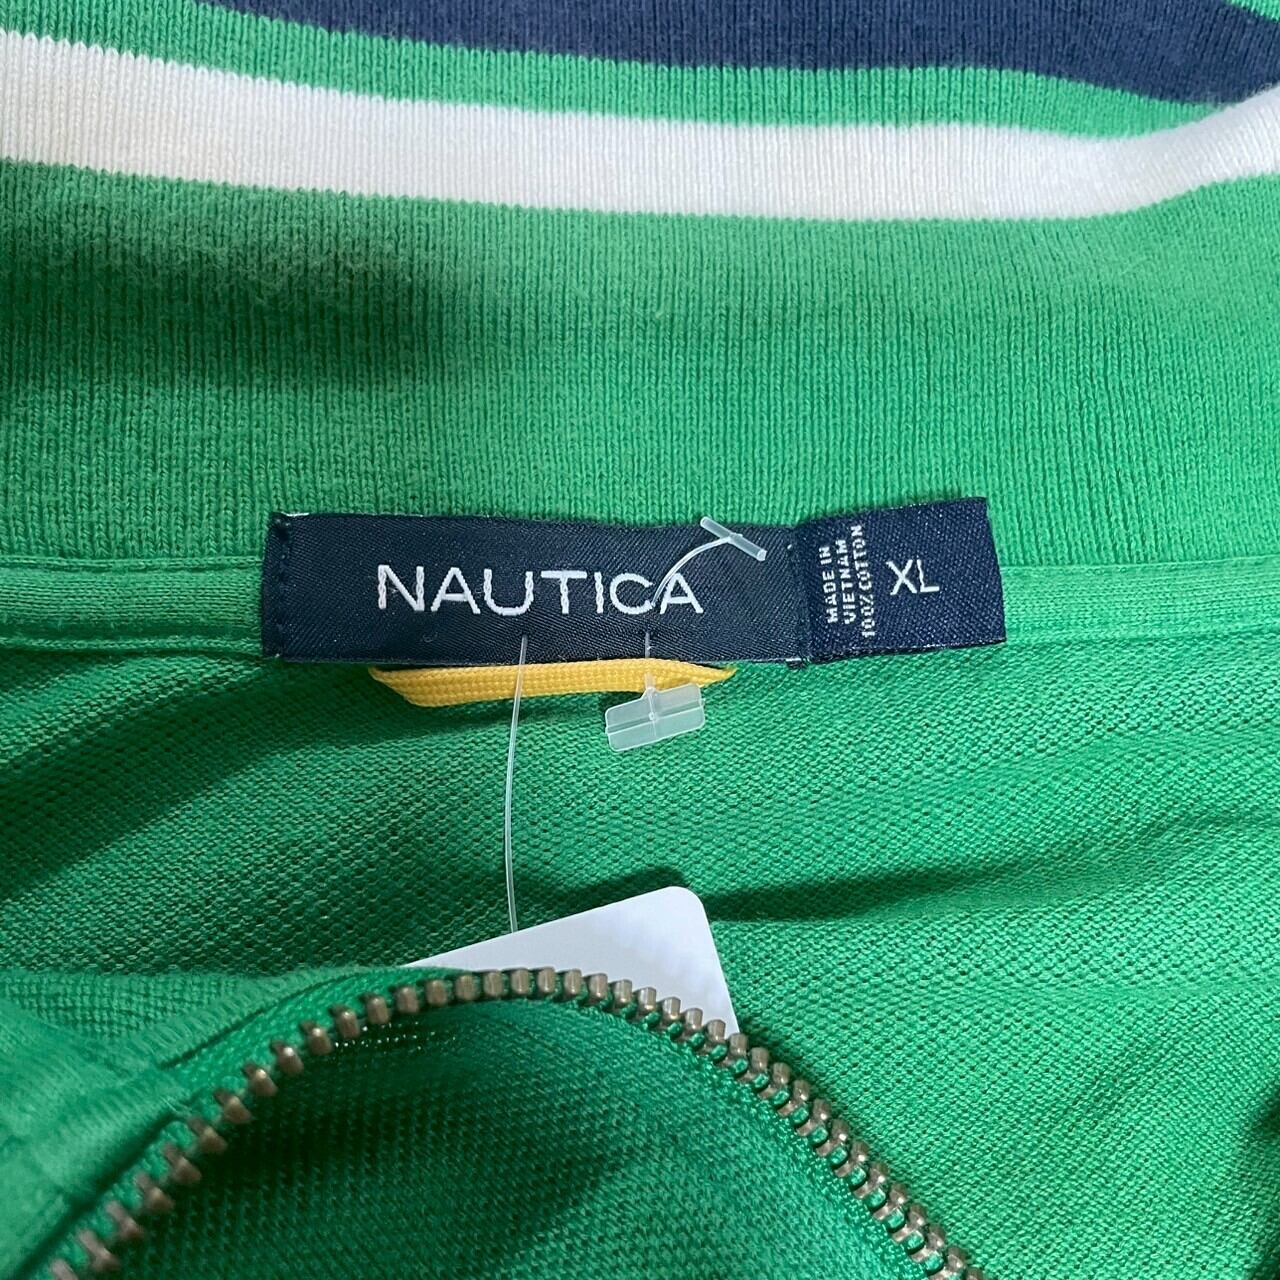 NAUTICA
MADE IN
VIETNAM
100% COTTON
XL